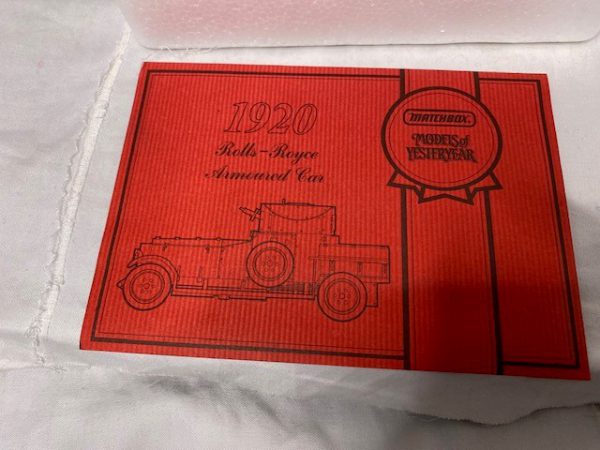 1920
Rolls-Royce
Armoured Car
MATCHBOX
MODELS of
YESTERYEAR